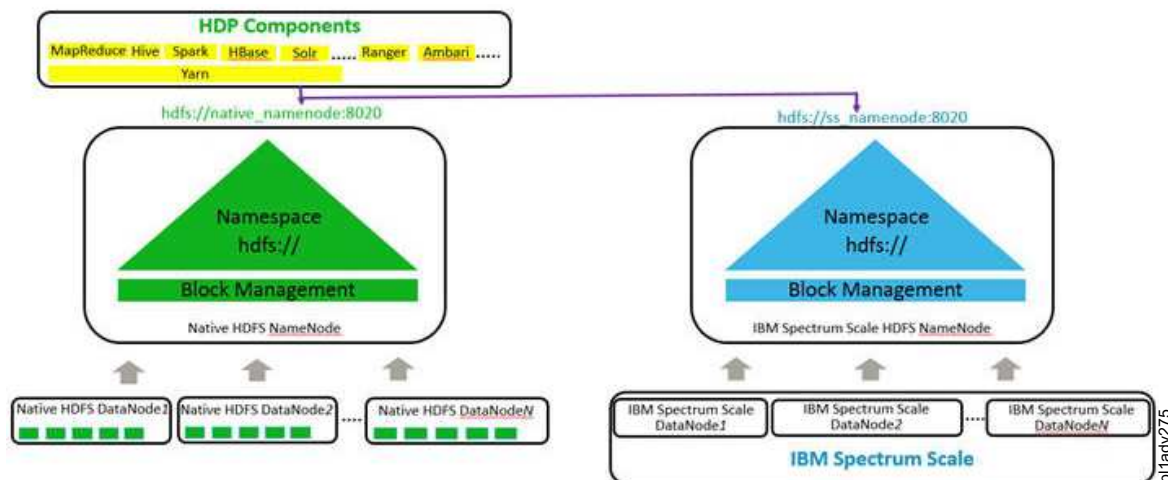 HDP Components
MapReduce Hive Spark HBase Solr ..... Ranger Ambari .....
Yarn
hdfs://native_namenode:8020
Namespace
hdfs://
Block Management
Native HDFS NameNode
Native HDFS DataNode1
Native HDFS DataNode2
....
Native HDFS DataNodeN
hdfs://ss_namenode:8020
Namespace
hdfs://
Block Management
IBM Spectrum Scale HDFS NameNode
IBM Spectrum Scale
DataNode1
IBM Spectrum Scale
DataNode2
....
IBM Spectrum Scale
DataNodeN
IBM Spectrum Scale
bl1adv275